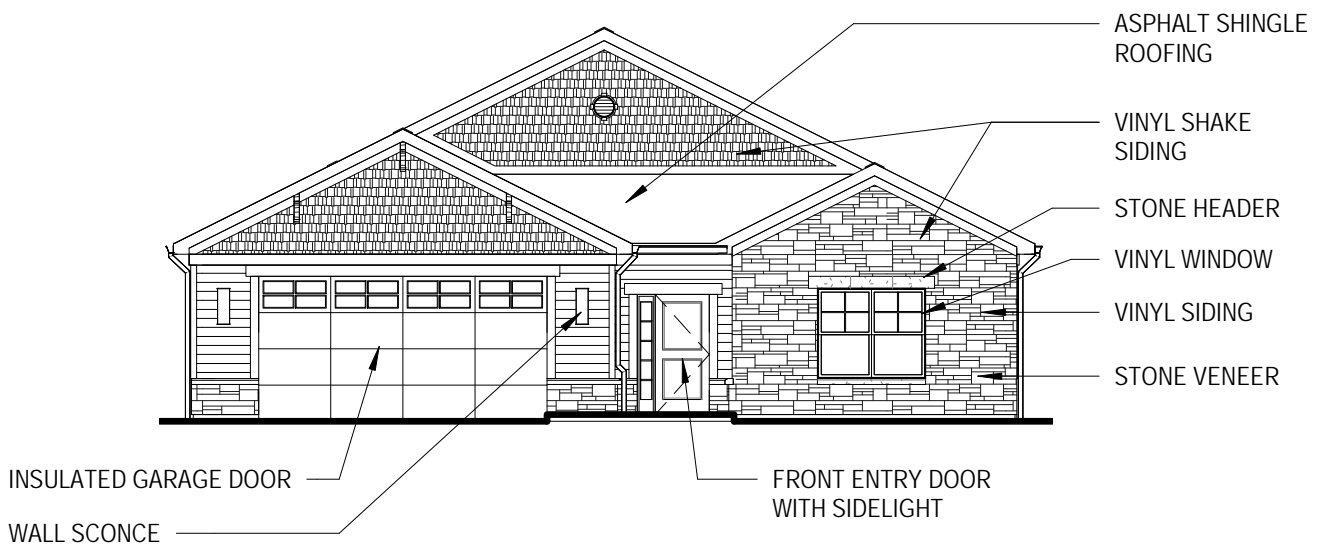 ASPHALT SHINGLE
ROOFING
VINYL SHAKE
SIDING
STONE HEADER
VINYL WINDOW
VINYL SIDING
STONE VENEER
INSULATED GARAGE DOOR
FRONT ENTRY DOOR
WITH SIDELIGHT
WALL SCONCE